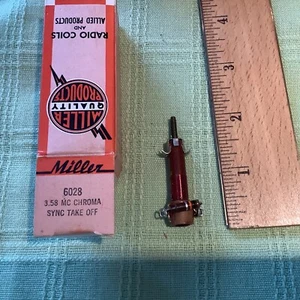 RADIO COILS
AND
ALLIED PRODUCTS
MILLER
QUALITY
PRODUCTS
Miller
6028
3.58 MC CHROMA
SYNC TAKE OFF
4
3
2
1